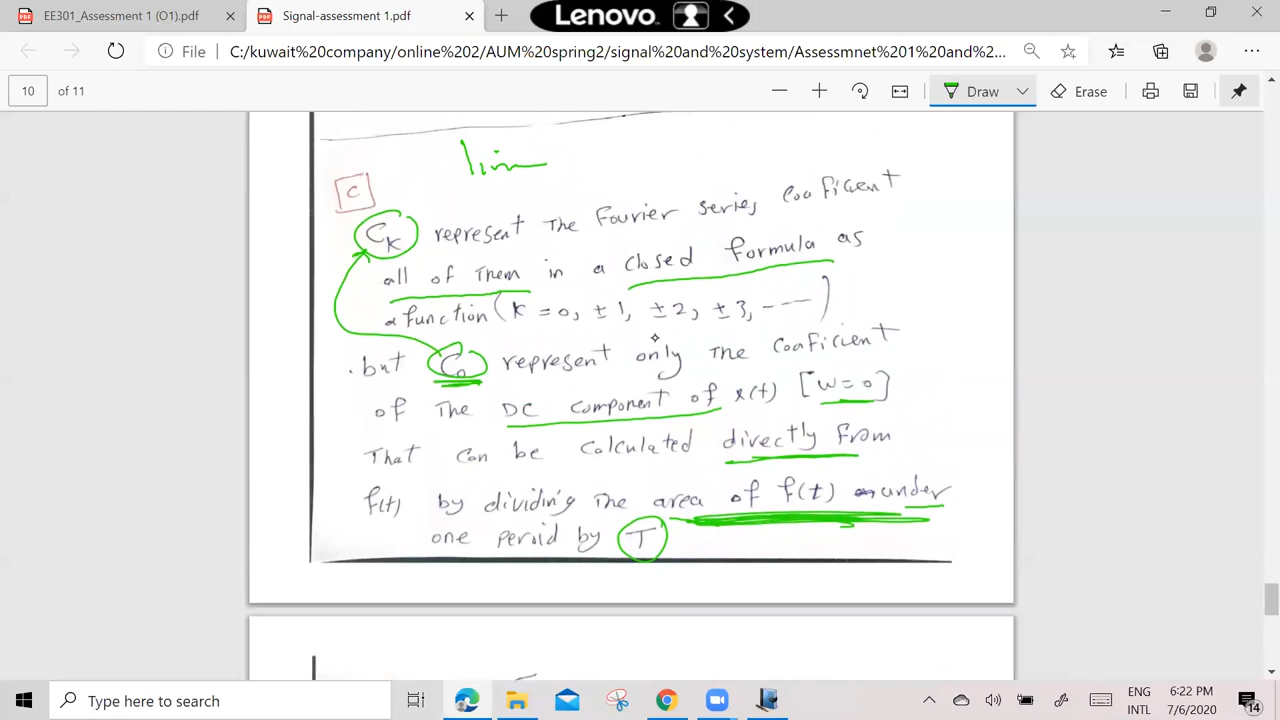 EE301_Assessment 1 (O1).pdf
Signal-assessment 1.pdf
Lenovo
File
C:/kuwait%20company/online%202/AUM%20spring2/signal%20and%20system/Assessmnet%201%20and%2...
10 of 11
Draw
Erase
lim
C
CK represent The Fourier series coaficient
all of Them in a closed formula as
a function (K = 0, ±1, ±2, ±3, ----)
. but C0 represent only The coaficient
of The DC component of x(t) [W=0]
That can be calculated directly from
f(t) by dividing The area of f(t) under
one period by T
Type here to search
ENG
INTL
6:22 PM
7/6/2020
14